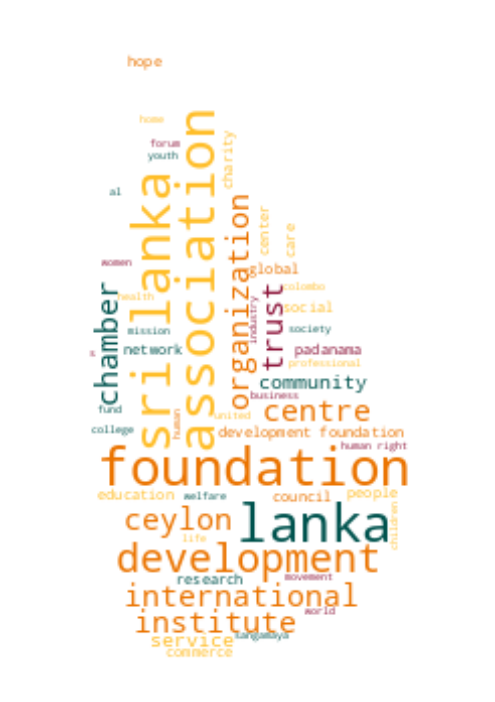 hope
home
forum
youth
charity
al
association
sri lanka
organization
center
care
women
global
trust
colombo
chamber
health
industry
social
mission
society
network
padanama
professional
community
business
fund
centre
human
united
college
development foundation
human right
foundation
education
welfare
council
people
children
ceylon
lanka
life
development
research
movement
international
world
institute
sangamaya
service
commerce